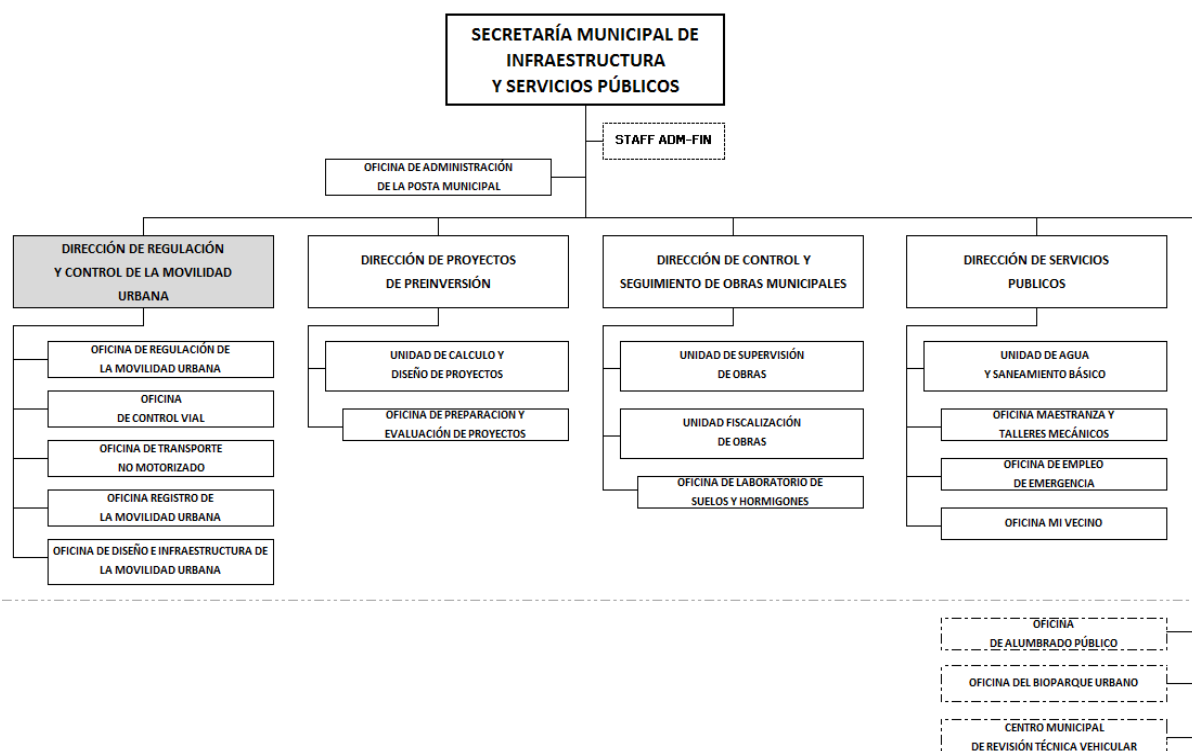 SECRETARÍA MUNICIPAL DE
INFRAESTRUCTURA
Y SERVICIOS PÚBLICOS
STAFF ADM-FIN
OFICINA DE ADMINISTRACIÓN
DE LA POSTA MUNICIPAL
DIRECCIÓN DE REGULACIÓN
Y CONTROL DE LA MOVILIDAD
URBANA
OFICINA DE REGULACIÓN DE
LA MOVILIDAD URBANA
OFICINA
DE CONTROL VIAL
OFICINA DE TRANSPORTE
NO MOTORIZADO
OFICINA REGISTRO DE
LA MOVILIDAD URBANA
OFICINA DE DISEÑO E INFRAESTRUCTURA DE
LA MOVILIDAD URBANA
DIRECCIÓN DE PROYECTOS
DE PREINVERSIÓN
UNIDAD DE CALCULO Y
DISEÑO DE PROYECTOS
OFICINA DE PREPARACION Y
EVALUACIÓN DE PROYECTOS
DIRECCIÓN DE CONTROL Y
SEGUIMIENTO DE OBRAS MUNICIPALES
UNIDAD DE SUPERVISIÓN
DE OBRAS
UNIDAD FISCALIZACIÓN
DE OBRAS
OFICINA DE LABORATORIO DE
SUELOS Y HORMIGONES
DIRECCIÓN DE SERVICIOS
PUBLICOS
UNIDAD DE AGUA
Y SANEAMIENTO BÁSICO
OFICINA MAESTRANZA Y
TALLERES MECÁNICOS
OFICINA DE EMPLEO
DE EMERGENCIA
OFICINA MI VECINO
OFICINA
DE ALUMBRADO PÚBLICO
OFICINA DEL BIOPARQUE URBANO
CENTRO MUNICIPAL
DE REVISIÓN TÉCNICA VEHICULAR